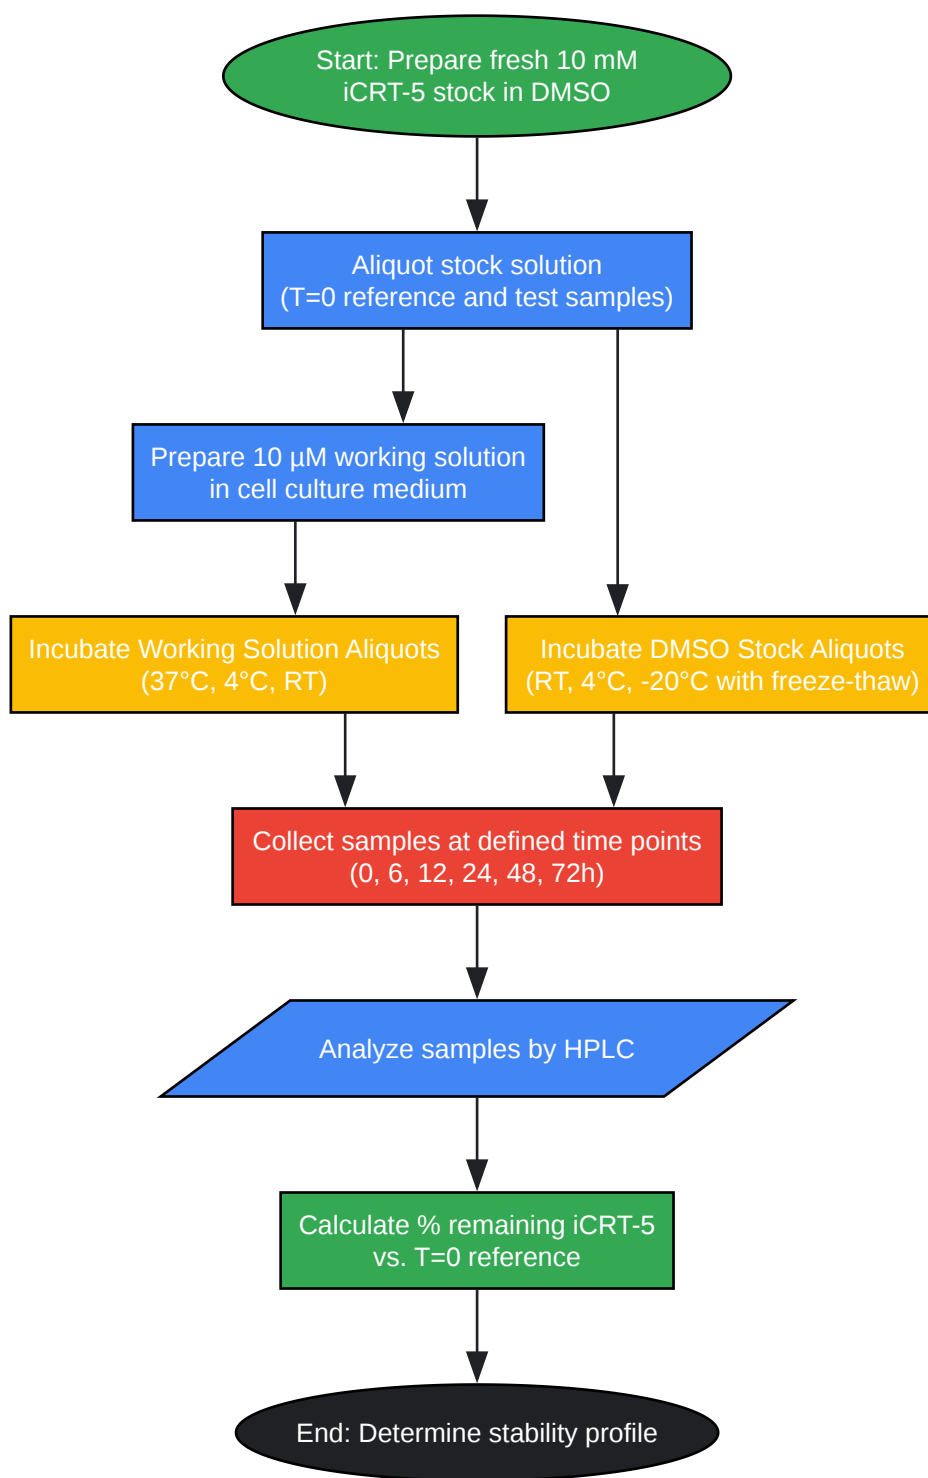 Start: Prepare fresh 10 mM
iCRT-5 stock in DMSO
Aliquot stock solution
(T=0 reference and test samples)
Prepare 10 µM working solution
in cell culture medium
Incubate Working Solution Aliquots
(37°C, 4°C, RT)
Incubate DMSO Stock Aliquots
(RT, 4°C, -20°C with freeze-thaw)
Collect samples at defined time points
(0, 6, 12, 24, 48, 72h)
Analyze samples by HPLC
Calculate % remaining iCRT-5
vs. T=0 reference
End: Determine stability profile